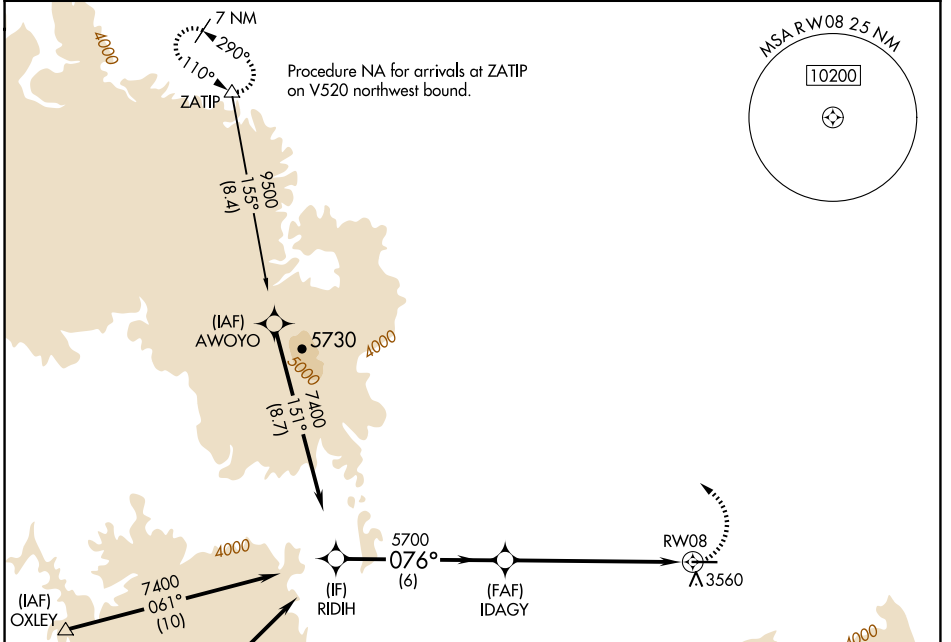 4000
7 NM
290°
110°
ZATIP
Procedure NA for arrivals at ZATIP
on V520 northwest bound.
MSA RW08 25 NM
10200
9500
155°
(8.4)
(IAF)
AWOYO
5730
5000
4000
7400
151°
(8.7)
4000
5700
076°
(6)
RW08
3560
(IF)
RIDIH
(FAF)
IDAGY
7400
061°
(10)
(IAF)
OXLEY
4000